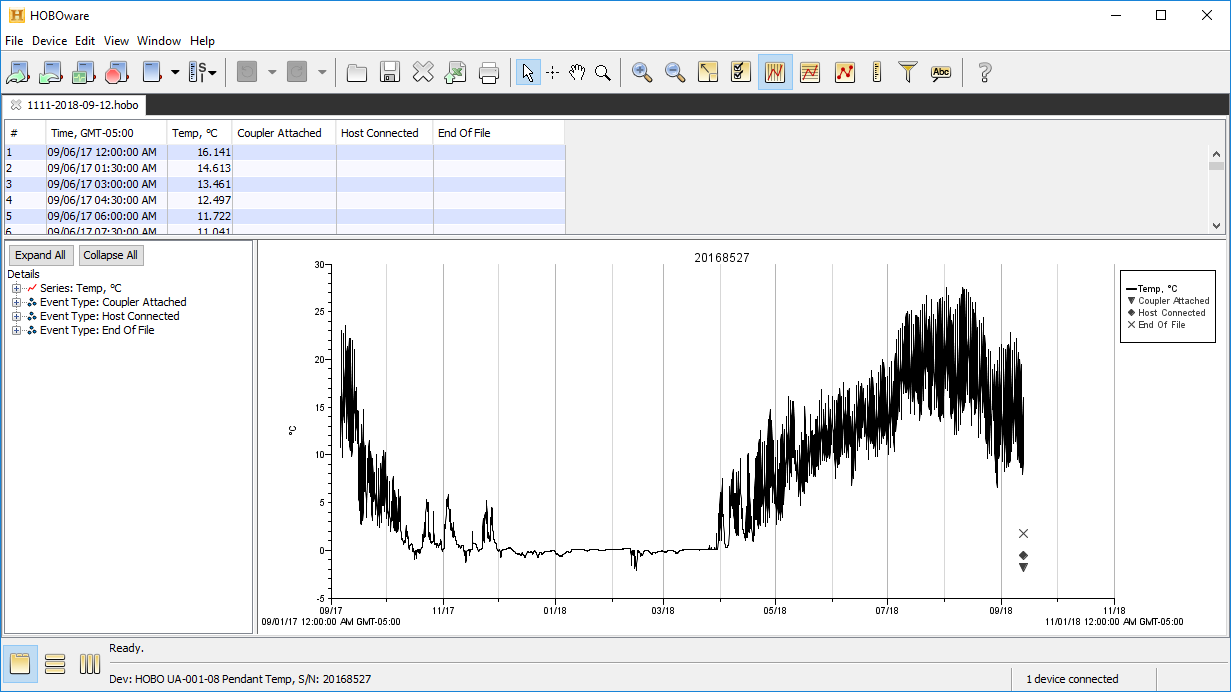 HOBOware
File Device Edit View Window Help
Abc
1111-2018-09-12.hobo
# Time, GMT-05:00 Temp, °C Coupler Attached Host Connected End Of File
1 09/06/17 12:00:00 AM 16.141
2 09/06/17 01:30:00 AM 14.613
3 09/06/17 03:00:00 AM 13.461
4 09/06/17 04:30:00 AM 12.497
5 09/06/17 06:00:00 AM 11.722
6 09/06/17 07:30:00 AM 11.041
Expand All Collapse All
Details
Series: Temp, °C
Event Type: Coupler Attached
Event Type: Host Connected
Event Type: End Of File
20168527
30
25
20
15
10
5
0
-5
°C
09/17 11/17 01/18 03/18 05/18 07/18 09/18 11/18
09/01/17 12:00:00 AM GMT-05:00 11/01/18 12:00:00 AM GMT-05:00
Temp, °C
Coupler Attached
Host Connected
End Of File
Ready.
Dev: HOBO UA-001-08 Pendant Temp, S/N: 20168527 1 device connected